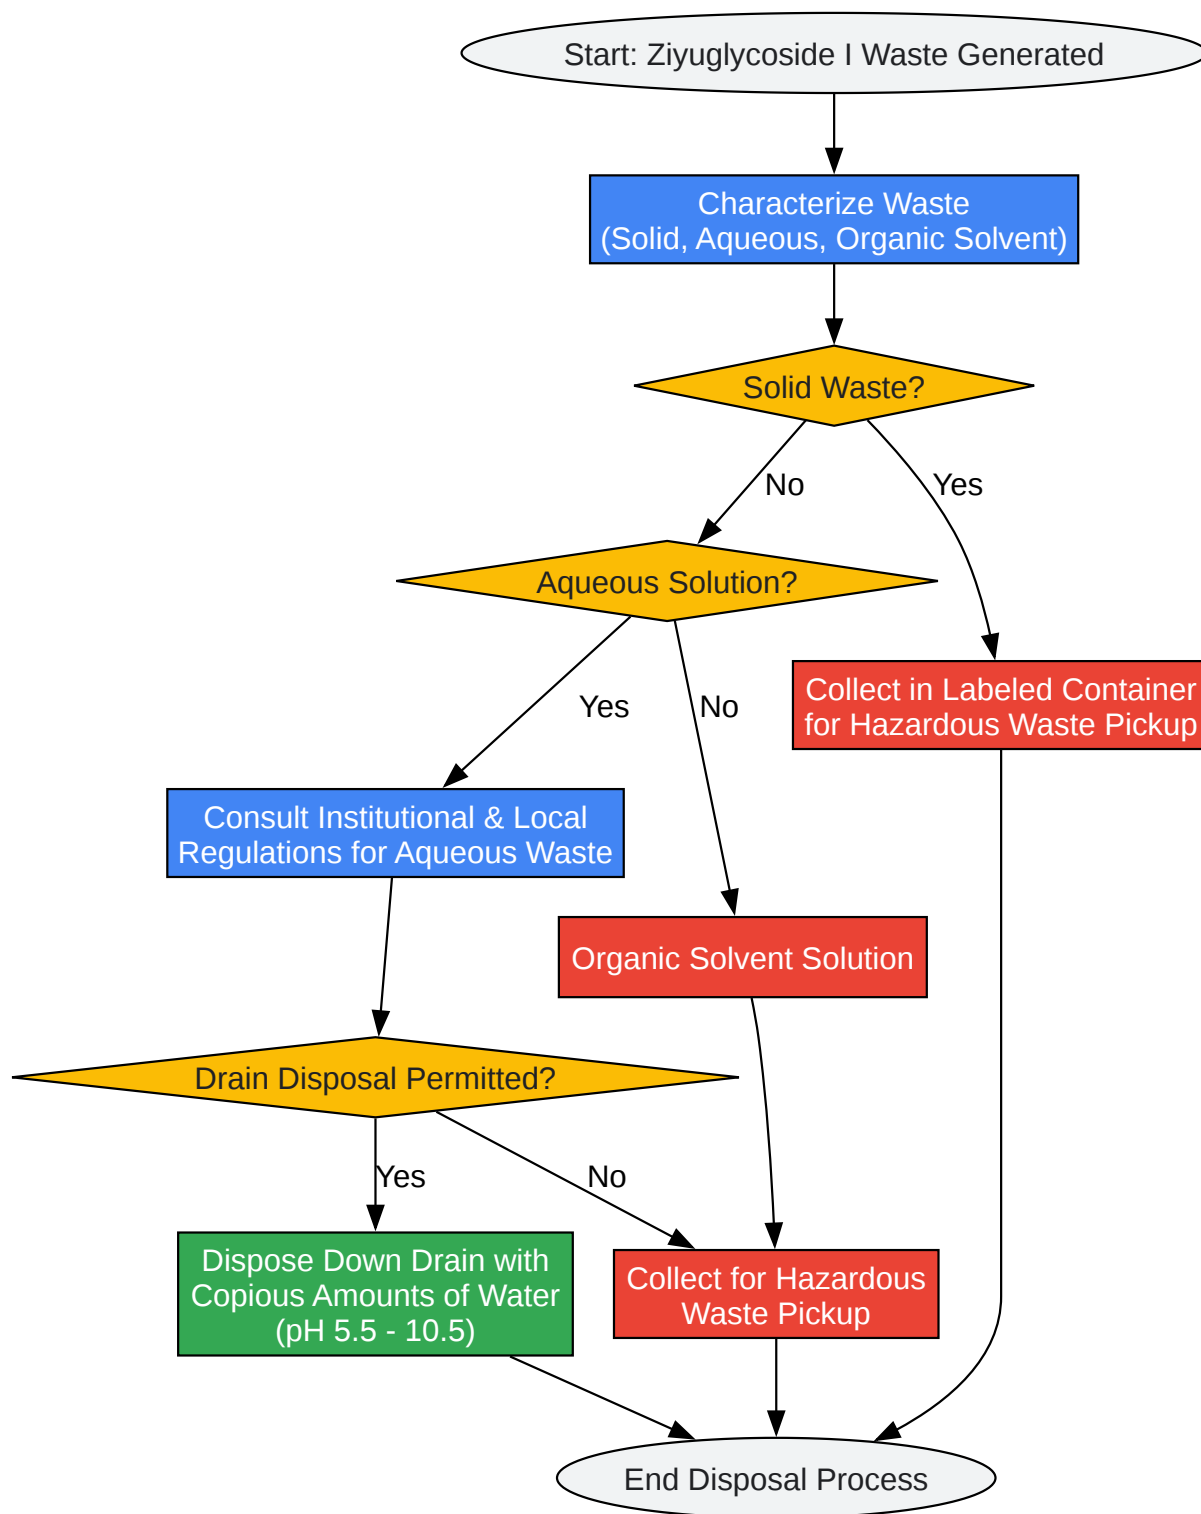 Start: Ziyuglycoside I Waste Generated
Characterize Waste
(Solid, Aqueous, Organic Solvent)
Solid Waste?
No
Yes
Aqueous Solution?
Collect in Labeled Container
for Hazardous Waste Pickup
Yes
No
Consult Institutional & Local
Regulations for Aqueous Waste
Organic Solvent Solution
Drain Disposal Permitted?
Yes
No
Dispose Down Drain with
Copious Amounts of Water
(pH 5.5 - 10.5)
Collect for Hazardous
Waste Pickup
End Disposal Process